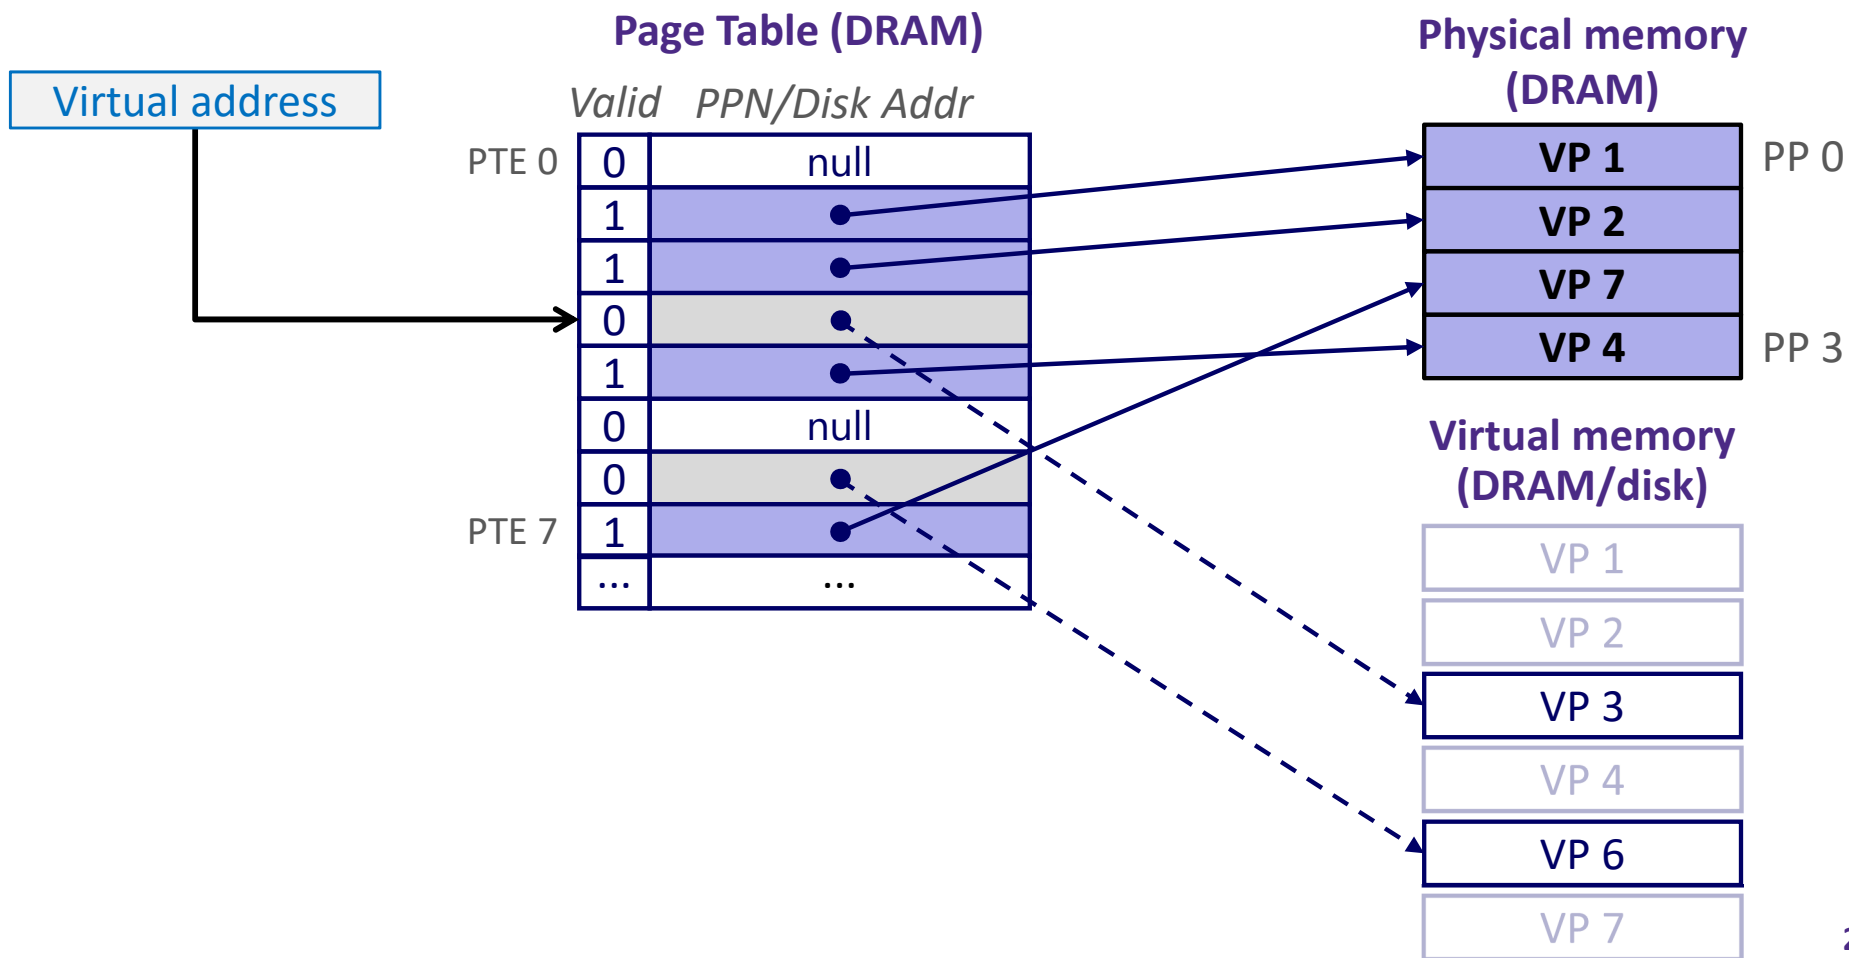 Page Table (DRAM)
Physical memory
(DRAM)
Virtual address
Valid PPN/Disk Addr
PTE 0 0 null
1
1
0
1
0 null
0
PTE 7 1
... ...
VP 1 PP 0
VP 2
VP 7
VP 4 PP 3
Virtual memory
(DRAM/disk)
VP 1
VP 2
VP 3
VP 4
VP 6
VP 7